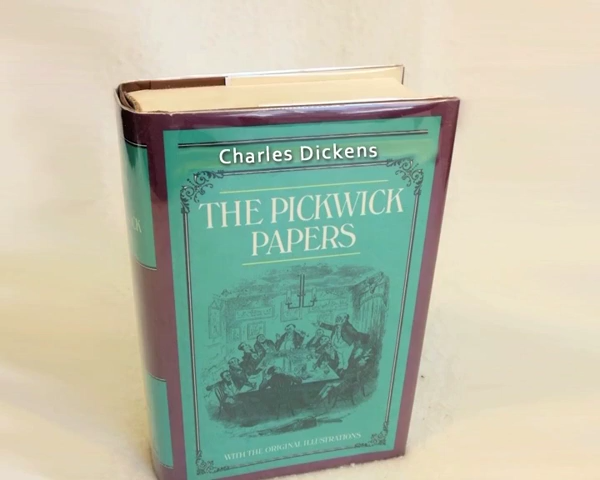 Charles Dickens
THE PICKWICK
PAPERS
WITH THE ORIGINAL ILLUSTRATIONS